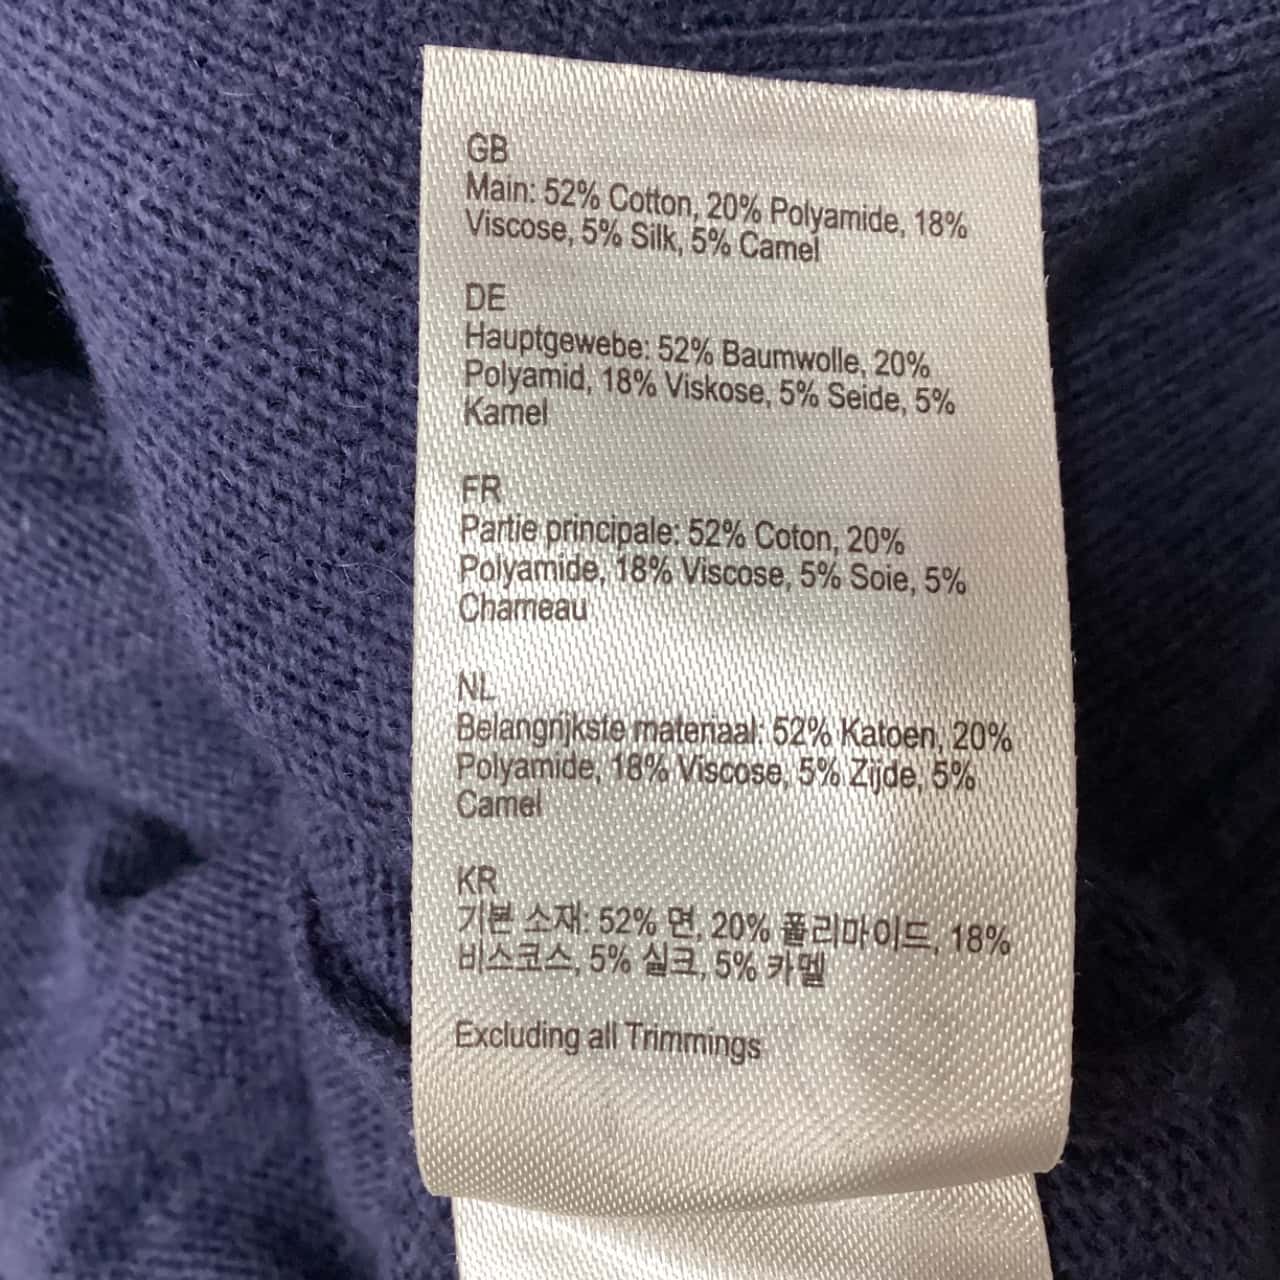 GB
Main: 52% Cotton, 20% Polyamide, 18%
Viscose, 5% Silk, 5% Camel
DE
Hauptgewebe: 52% Baumwolle, 20%
Polyamid, 18% Viskose, 5% Seide, 5%
Kamel
FR
Partie principale: 52% Coton, 20%
Polyamide, 18% Viscose, 5% Soie, 5%
Chameau
NL
Belangrijkste materiaal: 52% Katoen, 20%
Polyamide, 18% Viscose, 5% Zijde, 5%
Camel
KR
기본 소재: 52% 면, 20% 폴리마이드, 18%
비스코스, 5% 실크, 5% 카멜
Excluding all Trimmings